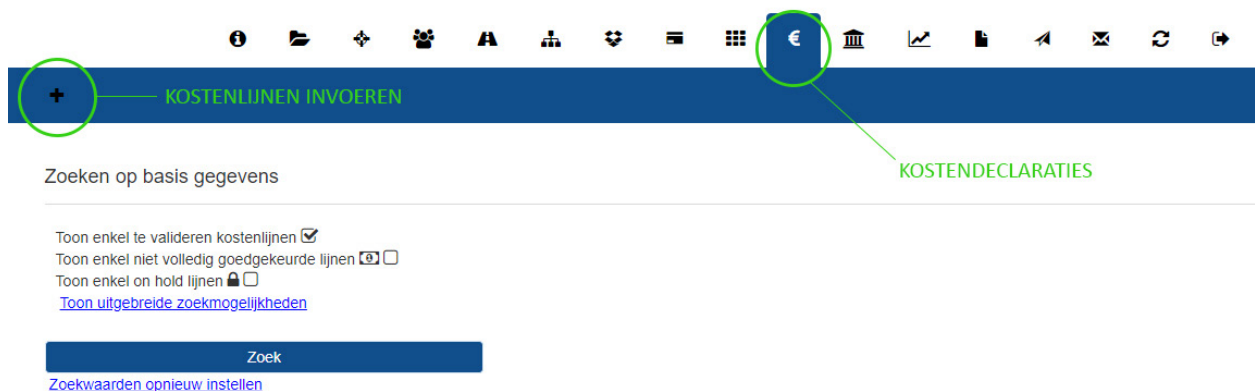 €
KOSTENLIJNEN INVOEREN
KOSTENDECLARATIES
Zoeken op basis gegevens
Toon enkel te valideren kostenlijnen
Toon enkel niet volledig goedgekeurde lijnen
Toon enkel on hold lijnen
Toon uitgebreide zoekmogelijkheden
Zoek
Zoekwaarden opnieuw instellen